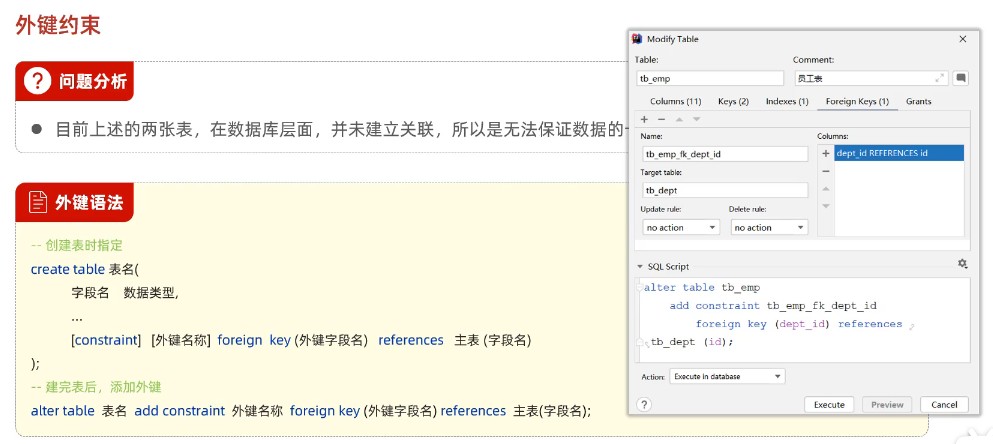 外键约束
问题分析
● 目前上述的两张表，在数据库层面，并未建立关联，所以是无法保证数据的
外键语法
-- 创建表时指定
create table 表名(
字段名 数据类型,
...
[constraint] [外键名称] foreign key (外键字段名) references 主表 (字段名)
);
-- 建完表后，添加外键
alter table 表名 add constraint 外键名称 foreign key (外键字段名) references 主表(字段名);
Modify Table
Table: Comment:
tb_emp 员工表
Columns (11) Keys (2) Indexes (1) Foreign Keys (1) Grants
Name: Columns:
tb_emp_fk_dept_id dept_id REFERENCES id
Target table:
tb_dept
Update rule: Delete rule:
no action no action
SQL Script
alter table tb_emp
add constraint tb_emp_fk_dept_id
foreign key (dept_id) references
tb_dept (id);
Action: Execute in database
? Execute Preview Cancel